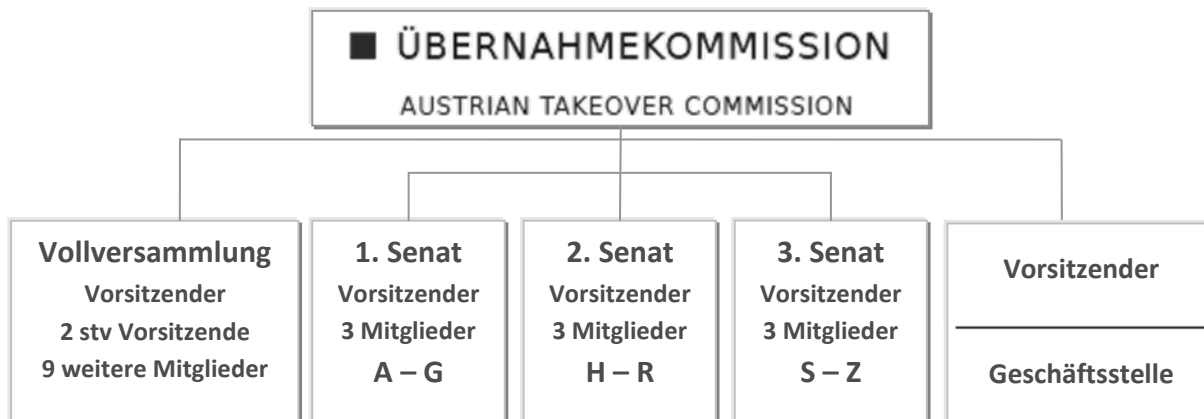 ■ ÜBERNAHMEKOMMISSION
AUSTRIAN TAKEOVER COMMISSION
Vollversammlung
Vorsitzender
2 stv Vorsitzende
9 weitere Mitglieder
1. Senat
Vorsitzender
3 Mitglieder
A – G
2. Senat
Vorsitzender
3 Mitglieder
H – R
3. Senat
Vorsitzender
3 Mitglieder
S – Z
Vorsitzender
Geschäftsstelle